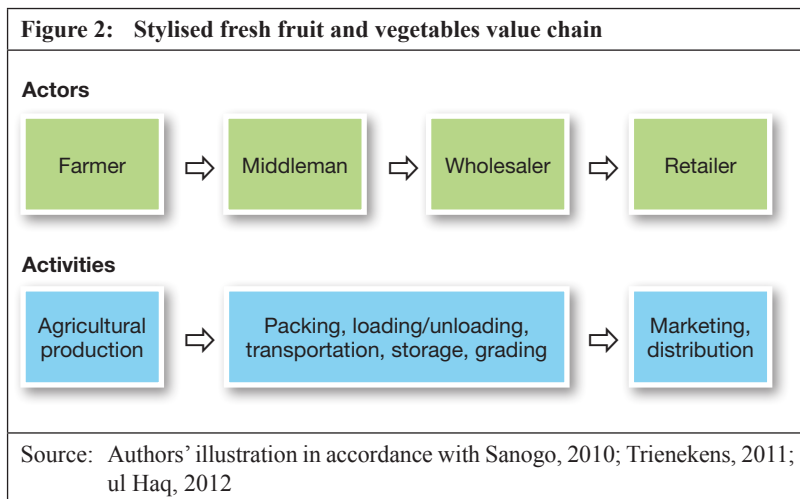 Figure 2: Stylised fresh fruit and vegetables value chain
Actors
Farmer
Middleman
Wholesaler
Retailer
Activities
Agricultural
production
Packing, loading/unloading,
transportation, storage, grading
Marketing,
distribution
Source: Authors' illustration in accordance with Sanogo, 2010; Trienekens, 2011;
ul Haq, 2012